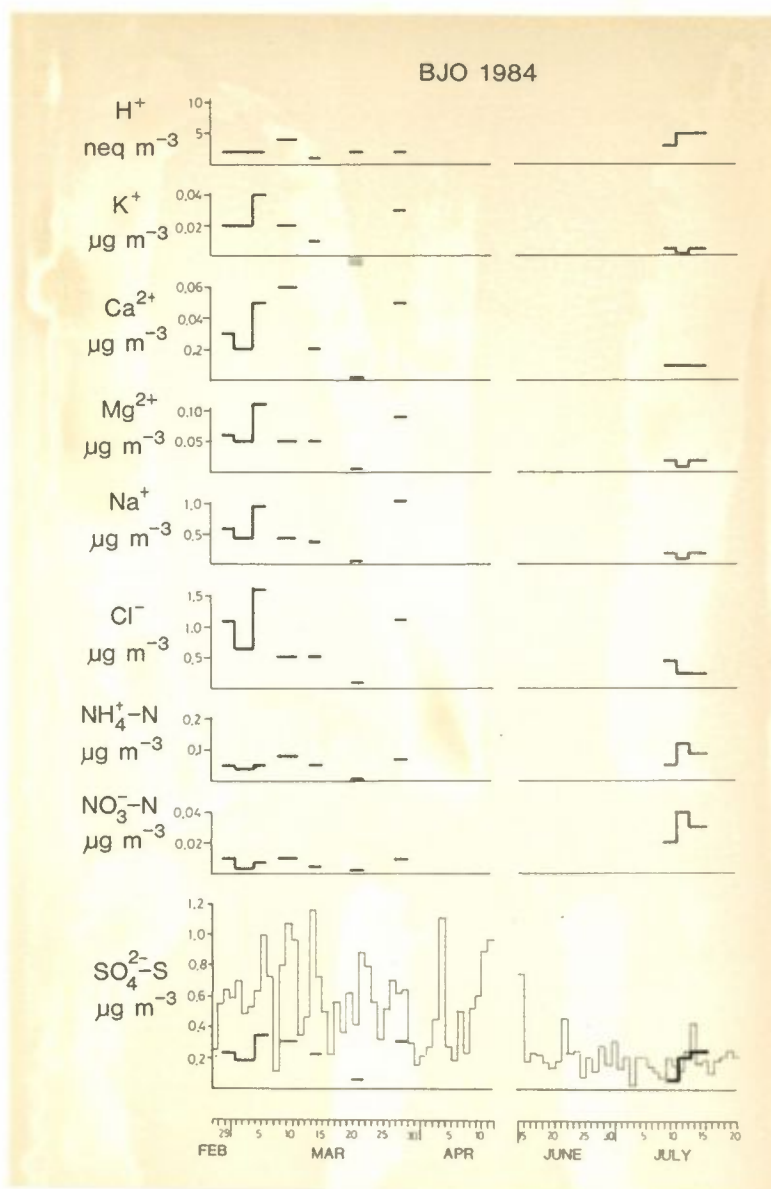 BJO 1984
H⁺
neq m⁻³
10
5
K⁺
µg m⁻³
0,04
0,02
Ca²⁺
µg m⁻³
0,06
0,04
0,2
Mg²⁺
µg m⁻³
0,10
0,05
Na⁺
µg m⁻³
1,0
0,5
Cl⁻
µg m⁻³
1,5
1,0
0,5
NH₄⁺–N
µg m⁻³
0,2
0,1
NO₃⁻–N
µg m⁻³
0,04
0,02
SO₄²⁻–S
µg m⁻³
1,2
1,0
0,8
0,6
0,4
0,2
29 5 10 15 20 25 5 10 15 20 25 30 5 10 15 20
FEB MAR APR JUNE JULY